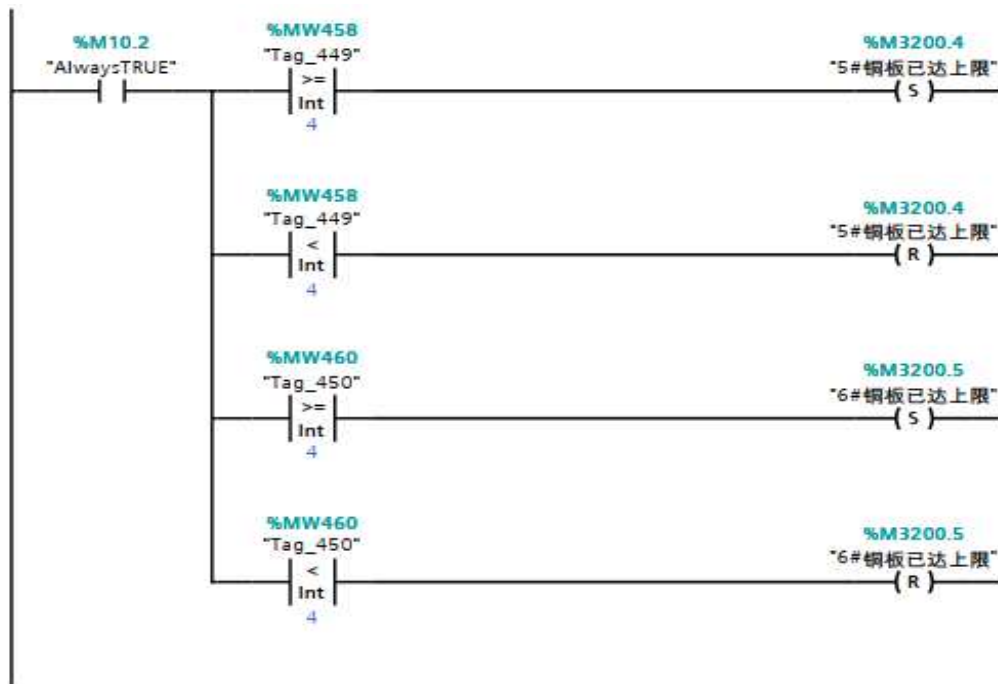 %M10.2
"AlwaysTRUE"
%MW458
"Tag_449"
>=
Int
4
%M3200.4
"5#铜板已达上限"
S
%MW458
"Tag_449"
<
Int
4
%M3200.4
"5#铜板已达上限"
R
%MW460
"Tag_450"
>=
Int
4
%M3200.5
"6#铜板已达上限"
S
%MW460
"Tag_450"
<
Int
4
%M3200.5
"6#铜板已达上限"
R